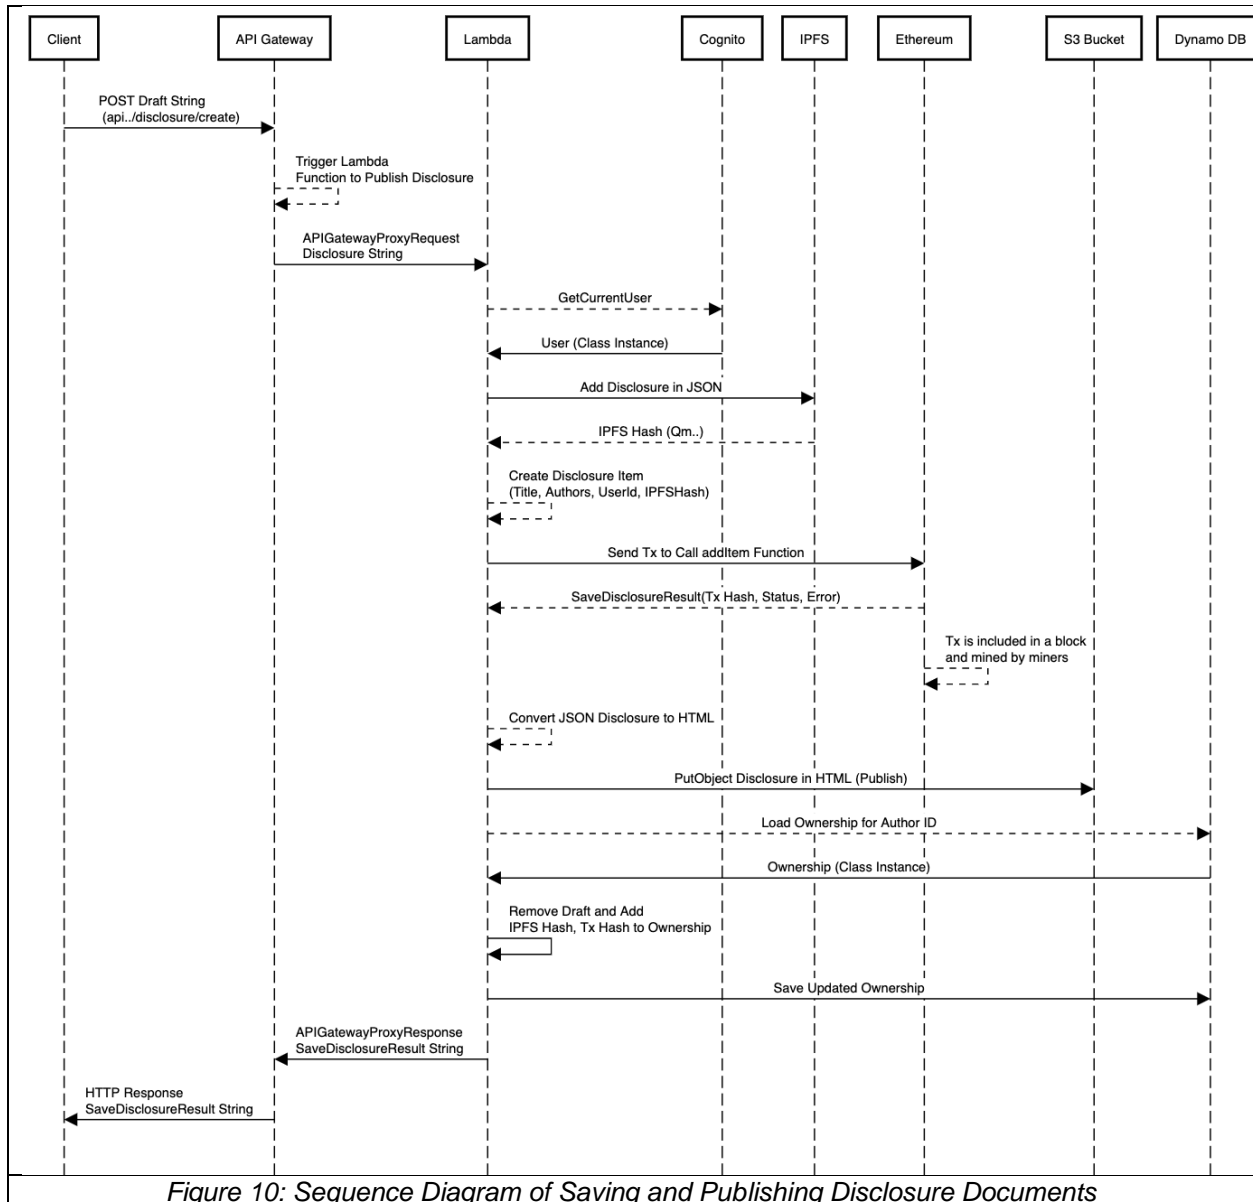 Client
API Gateway
Lambda
Cognito
IPFS
Ethereum
S3 Bucket
Dynamo DB
POST Draft String
(api../disclosure/create)
Trigger Lambda
Function to Publish Disclosure
APIGatewayProxyRequest
Disclosure String
GetCurrentUser
User (Class Instance)
Add Disclosure in JSON
IPFS Hash (Qm..)
Create Disclosure Item
(Title, Authors, UserId, IPFSHash)
Send Tx to Call addItem Function
SaveDisclosureResult(Tx Hash, Status, Error)
Tx is included in a block
and mined by miners
Convert JSON Disclosure to HTML
PutObject Disclosure in HTML (Publish)
Load Ownership for Author ID
Ownership (Class Instance)
Remove Draft and Add
IPFS Hash, Tx Hash to Ownership
Save Updated Ownership
APIGatewayProxyResponse
SaveDisclosureResult String
HTTP Response
SaveDisclosureResult String
Figure 10: Sequence Diagram of Saving and Publishing Disclosure Documents